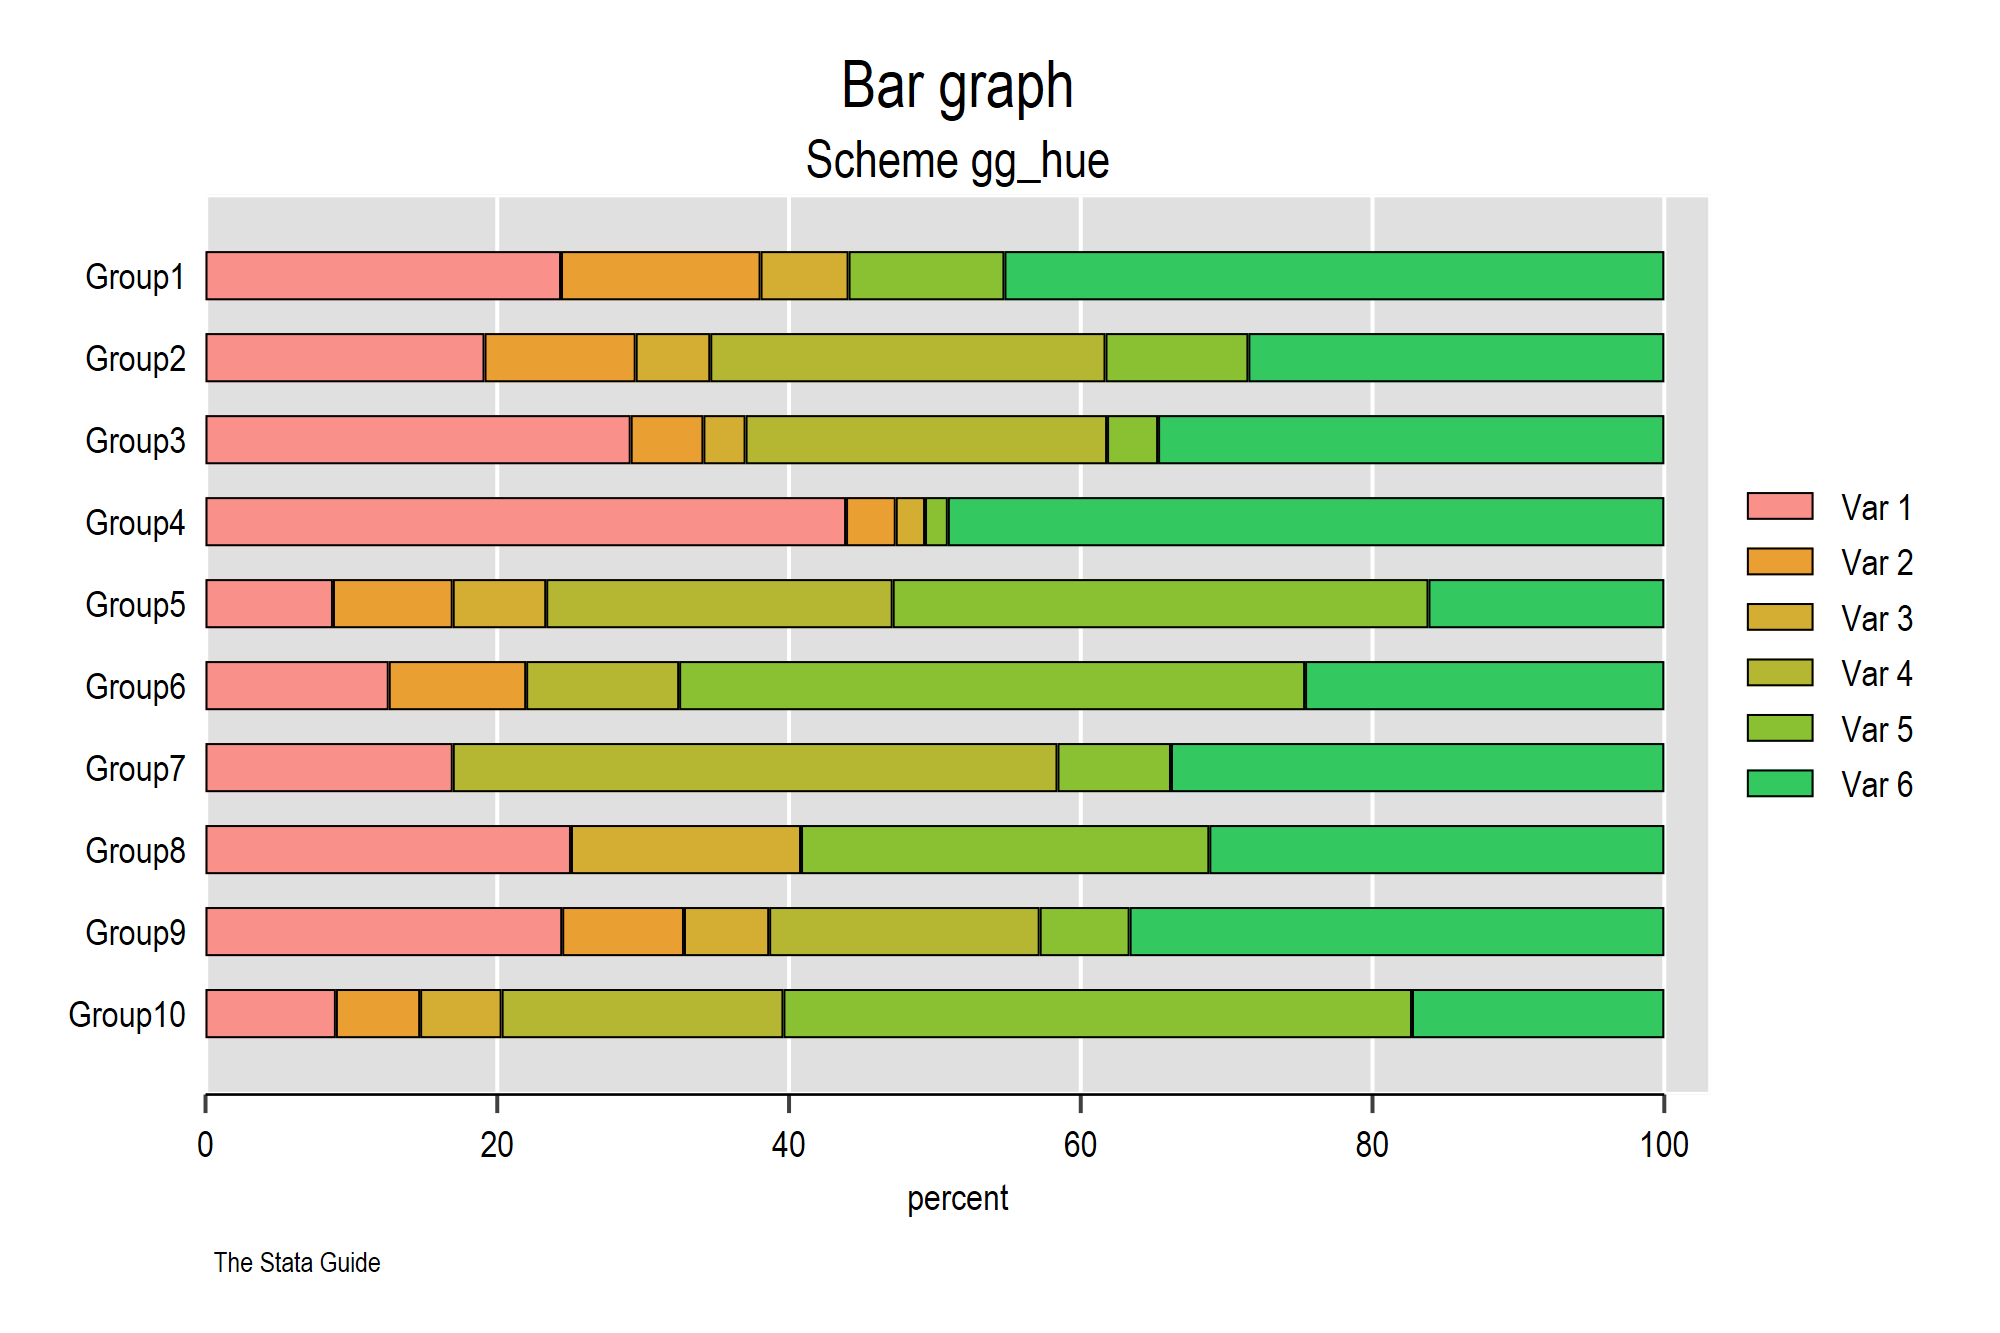 Bar graph
Scheme gg_hue
Group1
Group2
Group3
Group4
Group5
Group6
Group7
Group8
Group9
Group10
Var 1
Var 2
Var 3
Var 4
Var 5
Var 6
0 20 40 60 80 100
percent
The Stata Guide